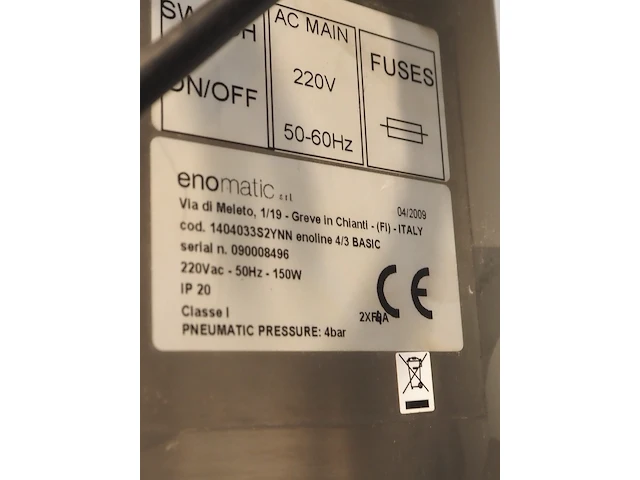 AC MAIN
FUSES
ON/OFF
220V
50-60Hz
enomatic s.r.l
04/2009
Via di Meleto, 1/19 - Greve in Chianti - (FI) - ITALY
cod. 1404033S2YNN enoline 4/3 BASIC
serial n. 090008496
220Vac - 50Hz - 150W
CE
IP 20
Classe I
PNEUMATIC PRESSURE: 4bar